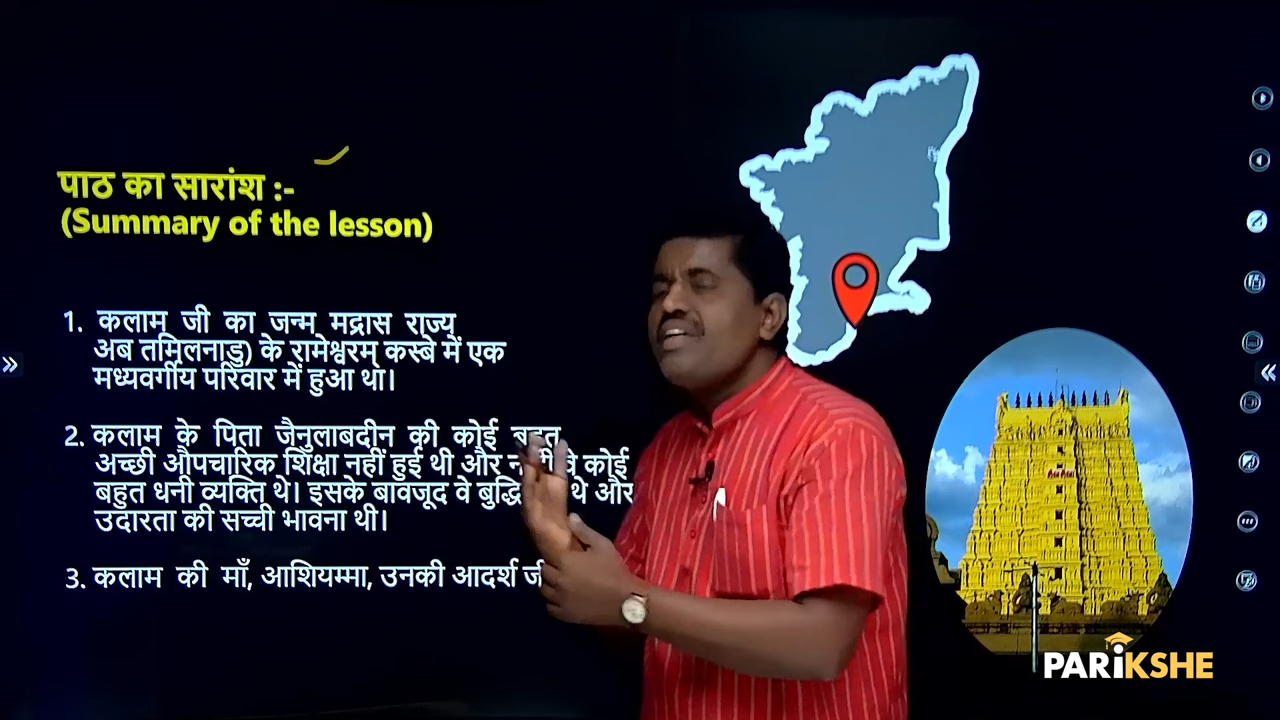 पाठ का सारांश :-
(Summary of the lesson)
1. कलाम जी का जन्म मद्रास राज्य
अब तमिलनाडु) के रामेश्वरम् कस्बे में एक
मध्यवर्गीय परिवार में हुआ था।
2. कलाम के पिता जैनुलाबदीन की कोई बहुत
अच्छी औपचारिक शिक्षा नहीं हुई थी और वे कोई
बहुत धनी व्यक्ति थे। इसके बावजूद वे थे और
उदारता की सच्ची भावना थी।
3. कलाम की माँ, आशियम्मा, उनकी आदर्श
PARIKSHE